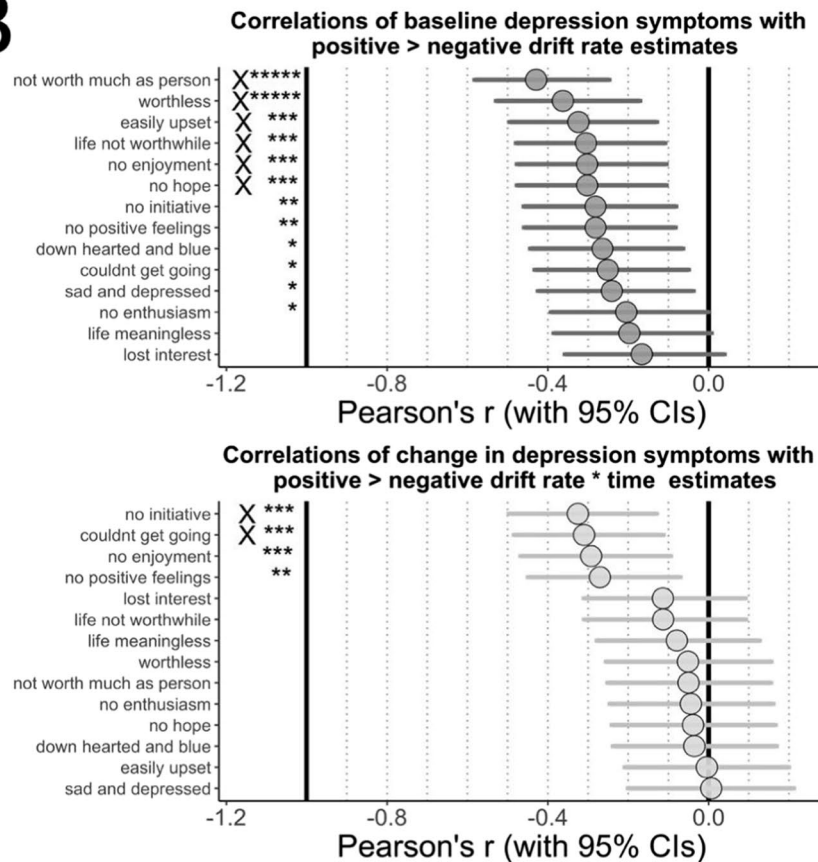 B
Correlations of baseline depression symptoms with
positive > negative drift rate estimates
not worth much as person X*****
worthless X*****
easily upset X ***
life not worthwhile X ***
no enjoyment X ***
no hope X ***
no initiative **
no positive feelings **
down hearted and blue *
couldnt get going *
sad and depressed *
no enthusiasm *
life meaningless
lost interest
-1.2 -0.8 -0.4 0.0
Pearson's r (with 95% CIs)
Correlations of change in depression symptoms with
positive > negative drift rate * time estimates
no initiative X ***
couldnt get going X ***
no enjoyment ***
no positive feelings **
lost interest
life not worthwhile
life meaningless
worthless
not worth much as person
no enthusiasm
no hope
down hearted and blue
easily upset
sad and depressed
-1.2 -0.8 -0.4 0.0
Pearson's r (with 95% CIs)